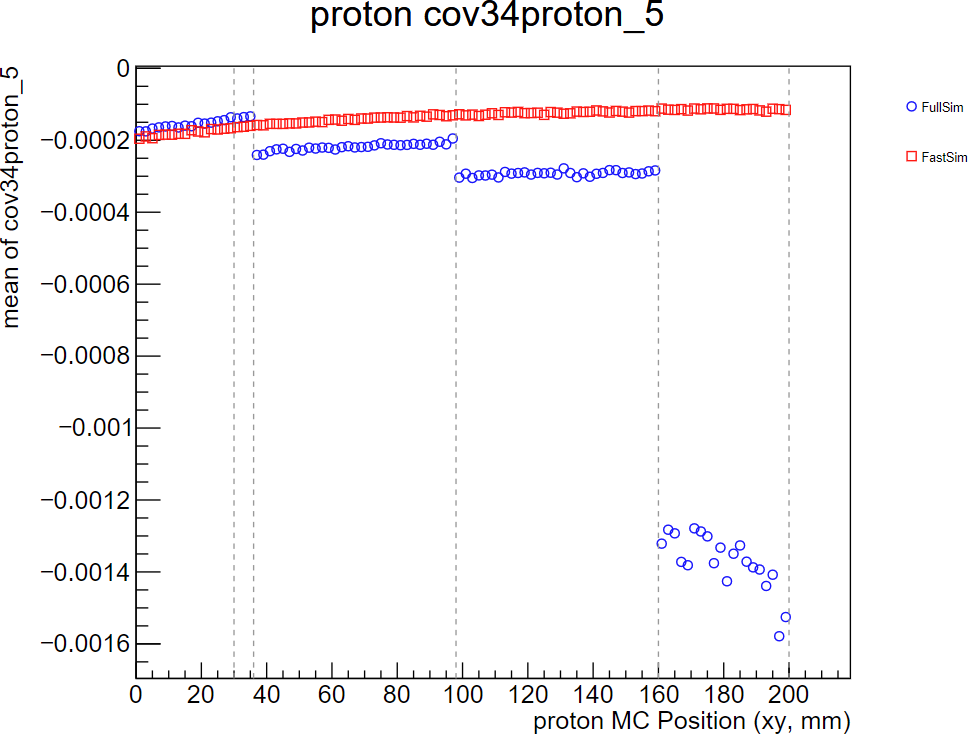 proton cov34proton_5
mean of cov34proton_5
0
−0.0002
−0.0004
−0.0006
−0.0008
−0.001
−0.0012
−0.0014
−0.0016
0 20 40 60 80 100 120 140 160 180 200
proton MC Position (xy, mm)
FullSim
FastSim